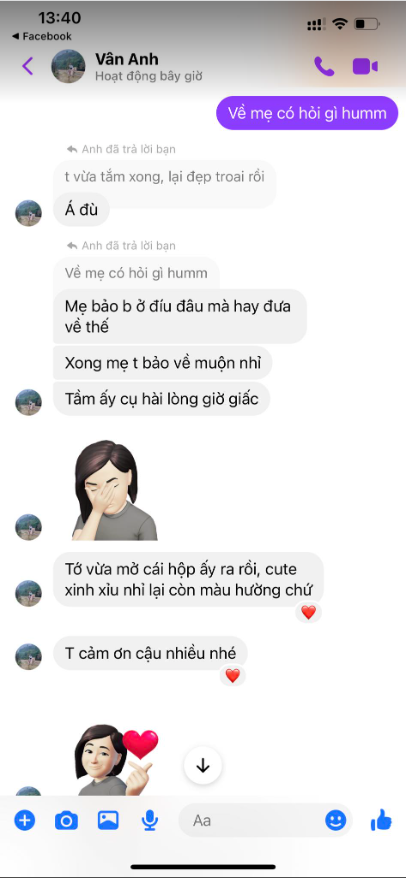 13:40
Facebook
Vân Anh
Hoạt động bây giờ
Về mẹ có hỏi gì humm
Anh đã trả lời bạn
t vừa tắm xong, lại đẹp troai rồi
Á đù
Anh đã trả lời bạn
Về mẹ có hỏi gì humm
Mẹ bảo b ở đíu đâu mà hay đưa
về thế
Xong mẹ t bảo về muộn nhỉ
Tầm ấy cụ hài lòng giờ giấc
Tớ vừa mở cái hộp ấy ra rồi, cute
xinh xỉu nhỉ lại còn màu hường chứ
T cảm ơn cậu nhiều nhé
Aa